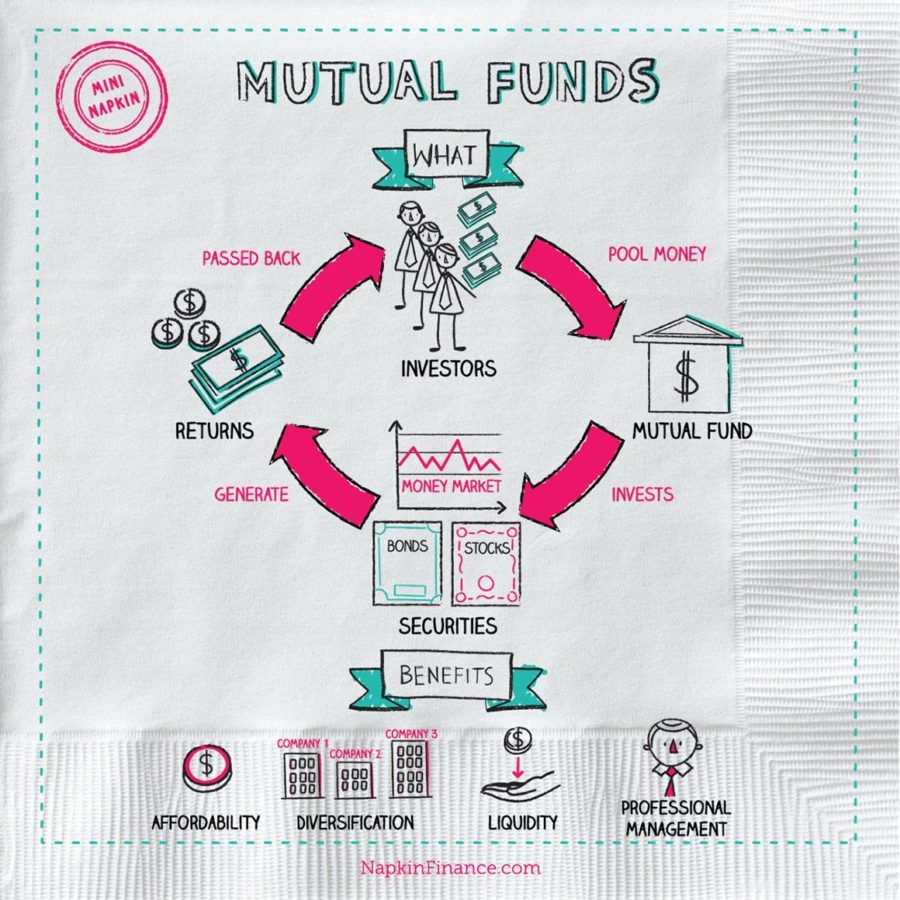 MINI
NAPKIN
MUTUAL FUNDS
WHAT
PASSED BACK
POOL MONEY
$
$
$
$
$
$
$
$
INVESTORS
RETURNS
MUTUAL FUND
GENERATE
MONEY MARKET
INVESTS
BONDS
STOCKS
SECURITIES
BENEFITS
$
COMPANY 1
COMPANY 2
COMPANY 3
$
AFFORDABILITY
DIVERSIFICATION
LIQUIDITY
PROFESSIONAL
MANAGEMENT
NapkinFinance.com